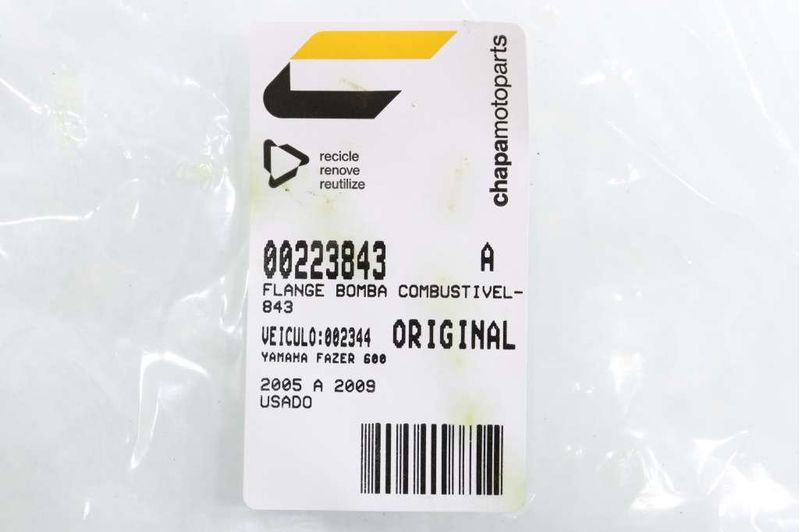 chapamotoparts
recicle
renove
reutilize
00223843 A
FLANGE BOMBA COMBUSTIVEL-
843
VEICULO:002344 ORIGINAL
YAMAHA FAZER 600
2005 A 2009
USADO